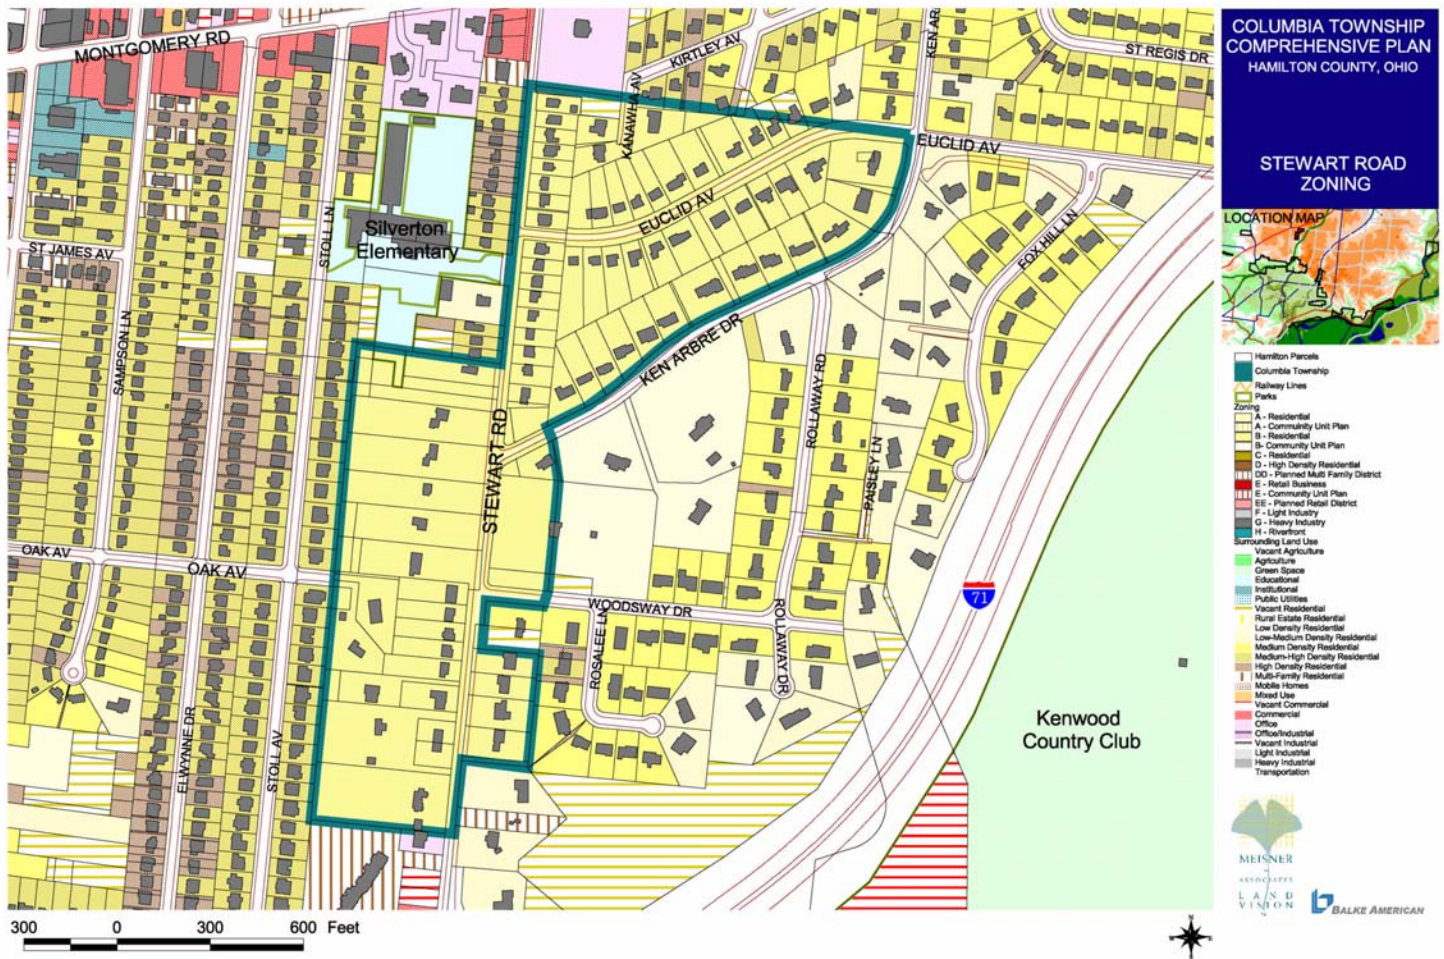 COLUMBIA TOWNSHIP
COMPREHENSIVE PLAN
HAMILTON COUNTY, OHIO
STEWART ROAD
ZONING
LOCATION MAP
MONTGOMERY RD
KIRTLEY AV
KEN AR
ST REGIS DR
KANAWHA AV
EUCLID AV
EUCLID AV
Silverton
Elementary
STOLL LN
ST JAMES AV
SAMPSON LN
FOX HILL LN
KEN ARBRE DR
ROLLAWAY RD
PAISLEY LN
STEWART RD
OAK AV
OAK AV
WOODSWAY DR
ROSALEE LN
ROLLAWAY DR
71
ELWYNNE DR
STOLL AV
Kenwood
Country Club
Hamilton Parcels
Columbia Township
Railway Lines
Parks
Zoning
A - Residential
A - Community Unit Plan
B - Residential
B- Community Unit Plan
C - Residential
D - High Density Residential
DD - Planned Multi Family District
E - Retail Business
E - Community Unit Plan
EE - Planned Retail District
F - Light Industry
G - Heavy Industry
H - Riverfront
Surrounding Land Use
Vacant Agriculture
Agriculture
Green Space
Educational
Institutional
Public Utilities
Vacant Residential
Rural Estate Residential
Low Density Residential
Low-Medium Density Residential
Medium Density Residential
Medium-High Density Residential
High Density Residential
Multi-Family Residential
Mobile Homes
Mixed Use
Vacant Commercial
Commercial
Office
Office/Industrial
Vacant Industrial
Light Industrial
Heavy Industrial
Transportation
MEISNER
ASSOCIATES
LAND
VISION
BALKE AMERICAN
300 0 300 600 Feet